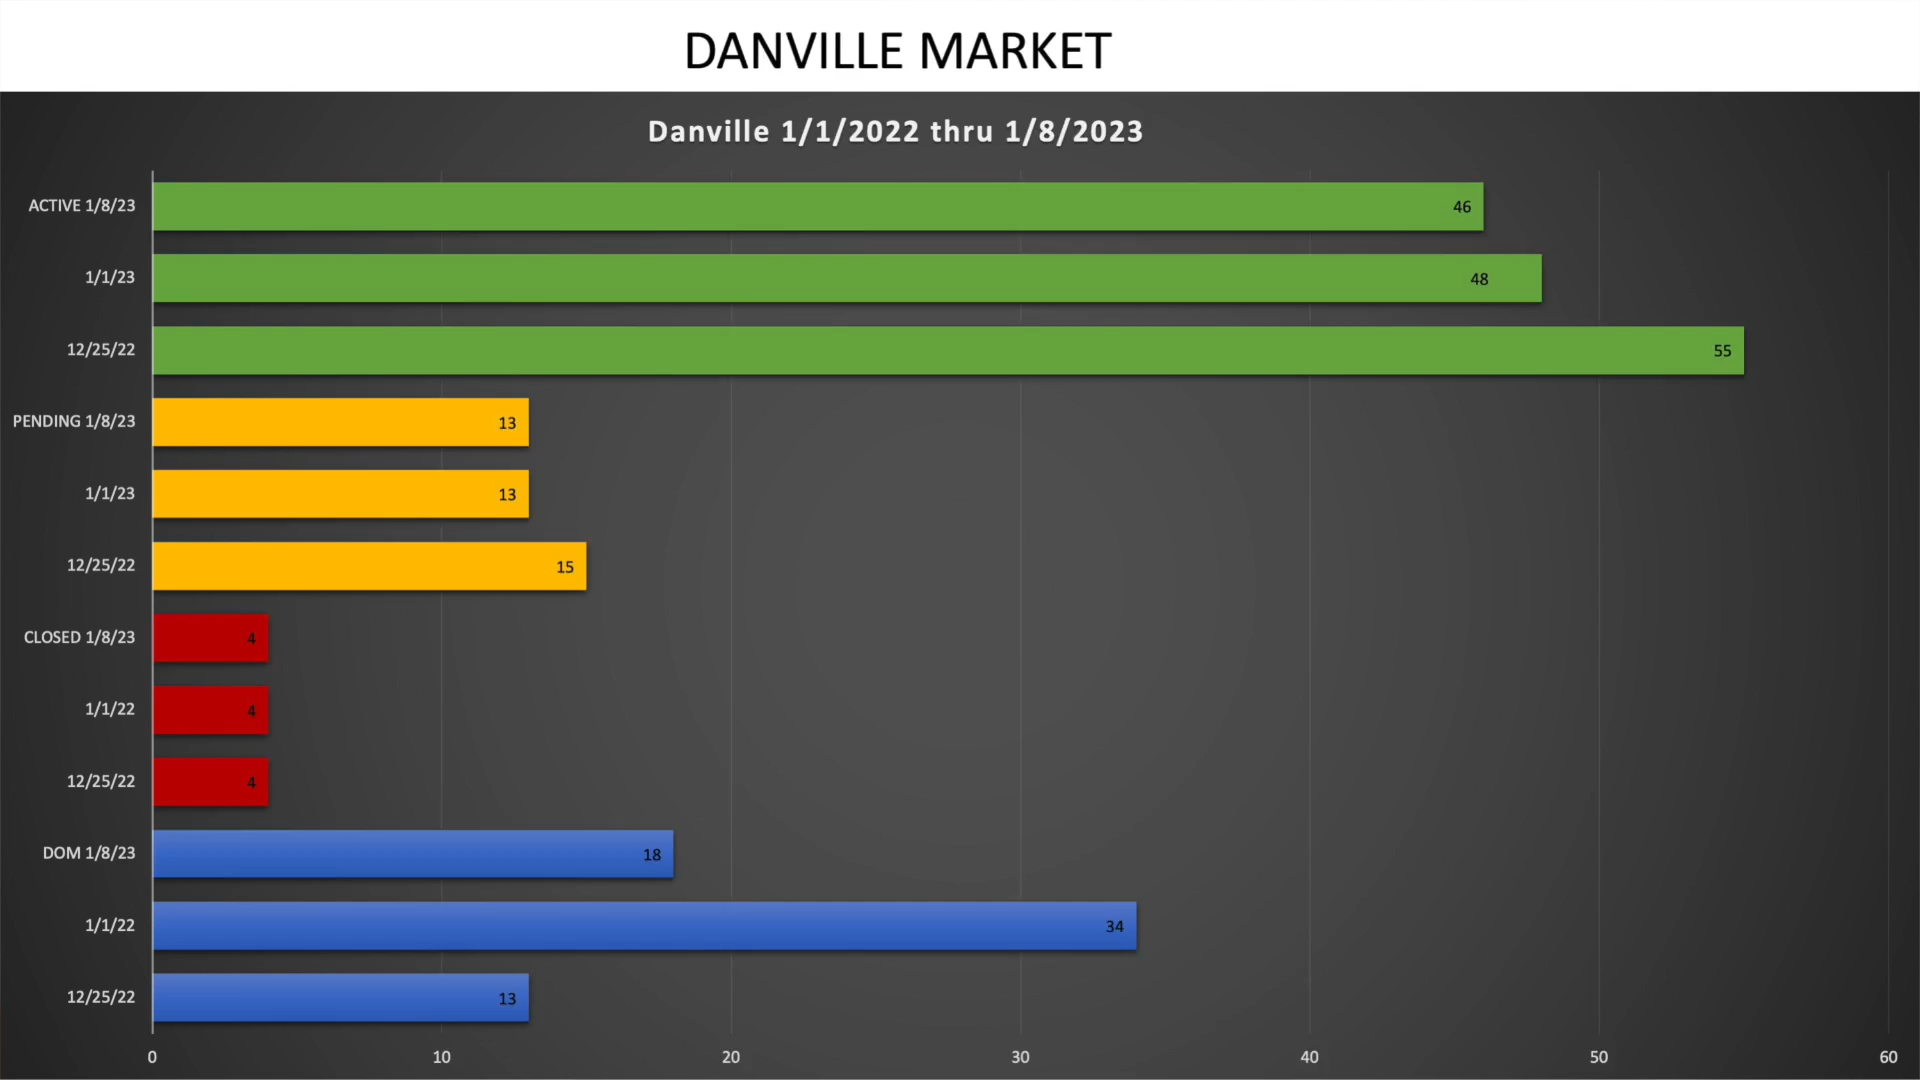 DANVILLE MARKET
Danville 1/1/2022 thru 1/8/2023
ACTIVE 1/8/23 46
1/1/23 48
12/25/22 55
PENDING 1/8/23 13
1/1/23 13
12/25/22 15
CLOSED 1/8/23 4
1/1/22 4
12/25/22 4
DOM 1/8/23 18
1/1/22 34
12/25/22 13
0 10 20 30 40 50 60